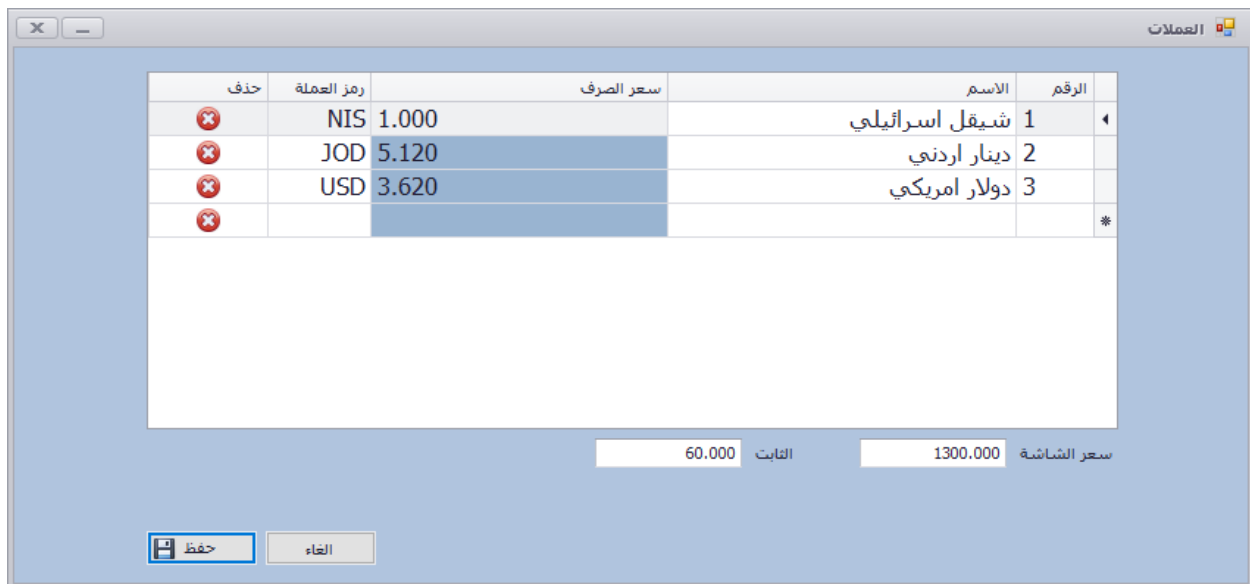 العملات
الرقم الاسم سعر الصرف رمز العملة حذف
1 شيقل اسرائيلي 1.000 NIS
2 دينار اردني 5.120 JOD
3 دولار امريكي 3.620 USD
سعر الشاشة 1300.000 الثابت 60.000
الغاء حفظ